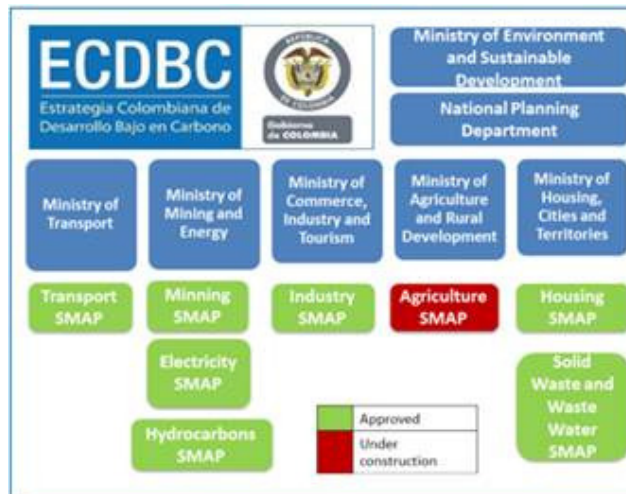 ECDBC
Estrategia Colombiana de
Desarrollo Bajo en Carbono
REPUBLICA
DE COLOMBIA
Gobierno
de COLOMBIA
Ministry of Environment
and Sustainable
Development
National Planning
Department
Ministry of
Transport
Ministry of
Mining and
Energy
Ministry of
Commerce,
Industry and
Tourism
Ministry of
Agriculture
and Rural
Development
Ministry of
Housing,
Cities and
Territories
Transport
SMAP
Minning
SMAP
Industry
SMAP
Agriculture
SMAP
Housing
SMAP
Electricity
SMAP
Solid
Waste and
Waste
Water
SMAP
Hydrocarbons
SMAP
Approved
Under
construction